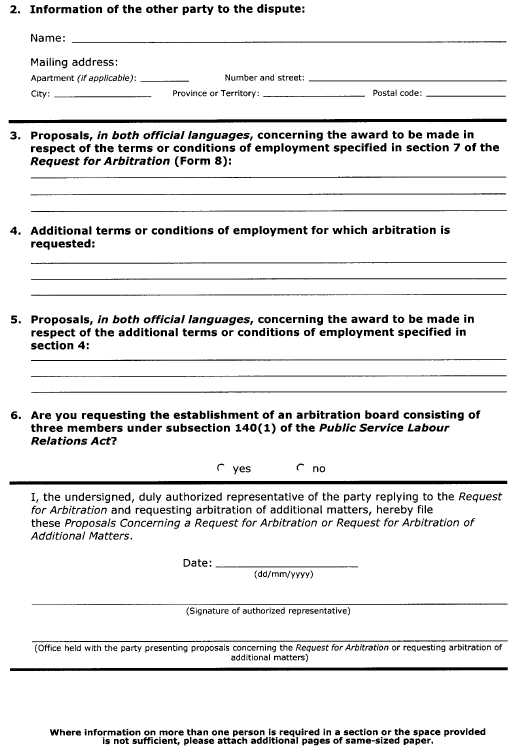 2. Information of the other party to the dispute:
Name:
Mailing address:
Apartment (if applicable): Number and street:
City: Province or Territory: Postal code:
3. Proposals, in both official languages, concerning the award to be made in
respect of the terms or conditions of employment specified in section 7 of the
Request for Arbitration (Form 8):
4. Additional terms or conditions of employment for which arbitration is
requested:
5. Proposals, in both official languages, concerning the award to be made in
respect of the additional terms or conditions of employment specified in
section 4:
6. Are you requesting the establishment of an arbitration board consisting of
three members under subsection 140(1) of the Public Service Labour
Relations Act?
yes no
I, the undersigned, duly authorized representative of the party replying to the Request
for Arbitration and requesting arbitration of additional matters, hereby file
these Proposals Concerning a Request for Arbitration or Request for Arbitration of
Additional Matters.
Date:
(dd/mm/yyyy)
(Signature of authorized representative)
(Office held with the party presenting proposals concerning the Request for Arbitration or requesting arbitration of
additional matters)
Where information on more than one person is required in a section or the space provided
is not sufficient, please attach additional pages of same-sized paper.